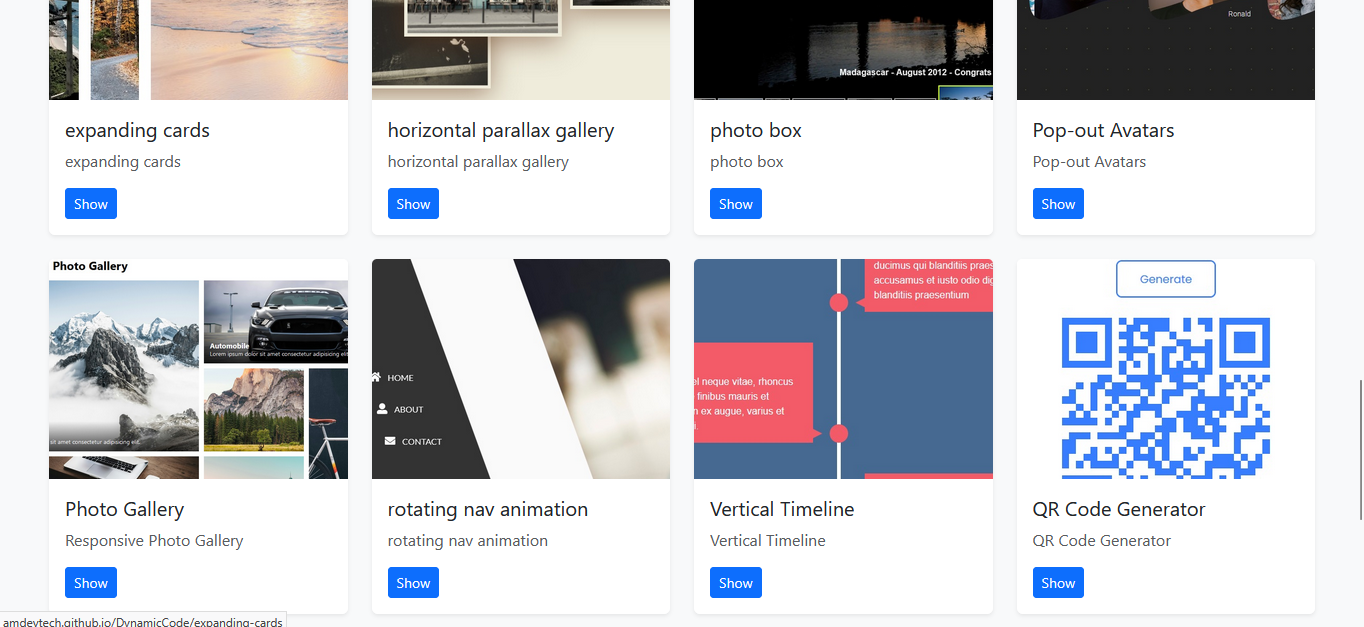 Ronald
Madagascar - August 2012 - Congrats
expanding cards
expanding cards
Show
horizontal parallax gallery
horizontal parallax gallery
Show
photo box
photo box
Show
Pop-out Avatars
Pop-out Avatars
Show
Photo Gallery
Automobile
Lorem ipsum dolor sit amet consectetur adipisicing elit
sit amet consectetur adipisicing elit.
Photo Gallery
Responsive Photo Gallery
Show
HOME
ABOUT
CONTACT
rotating nav animation
rotating nav animation
Show
ducimus qui blanditiis praes
accusamus et iusto odio dig
blanditiis praesentium
el neque vitae, rhoncus
finibus mauris et
n ex augue, varius et
i.
Vertical Timeline
Vertical Timeline
Show
Generate
QR Code Generator
QR Code Generator
Show
amdevtech.github.io/DynamicCode/expanding-cards